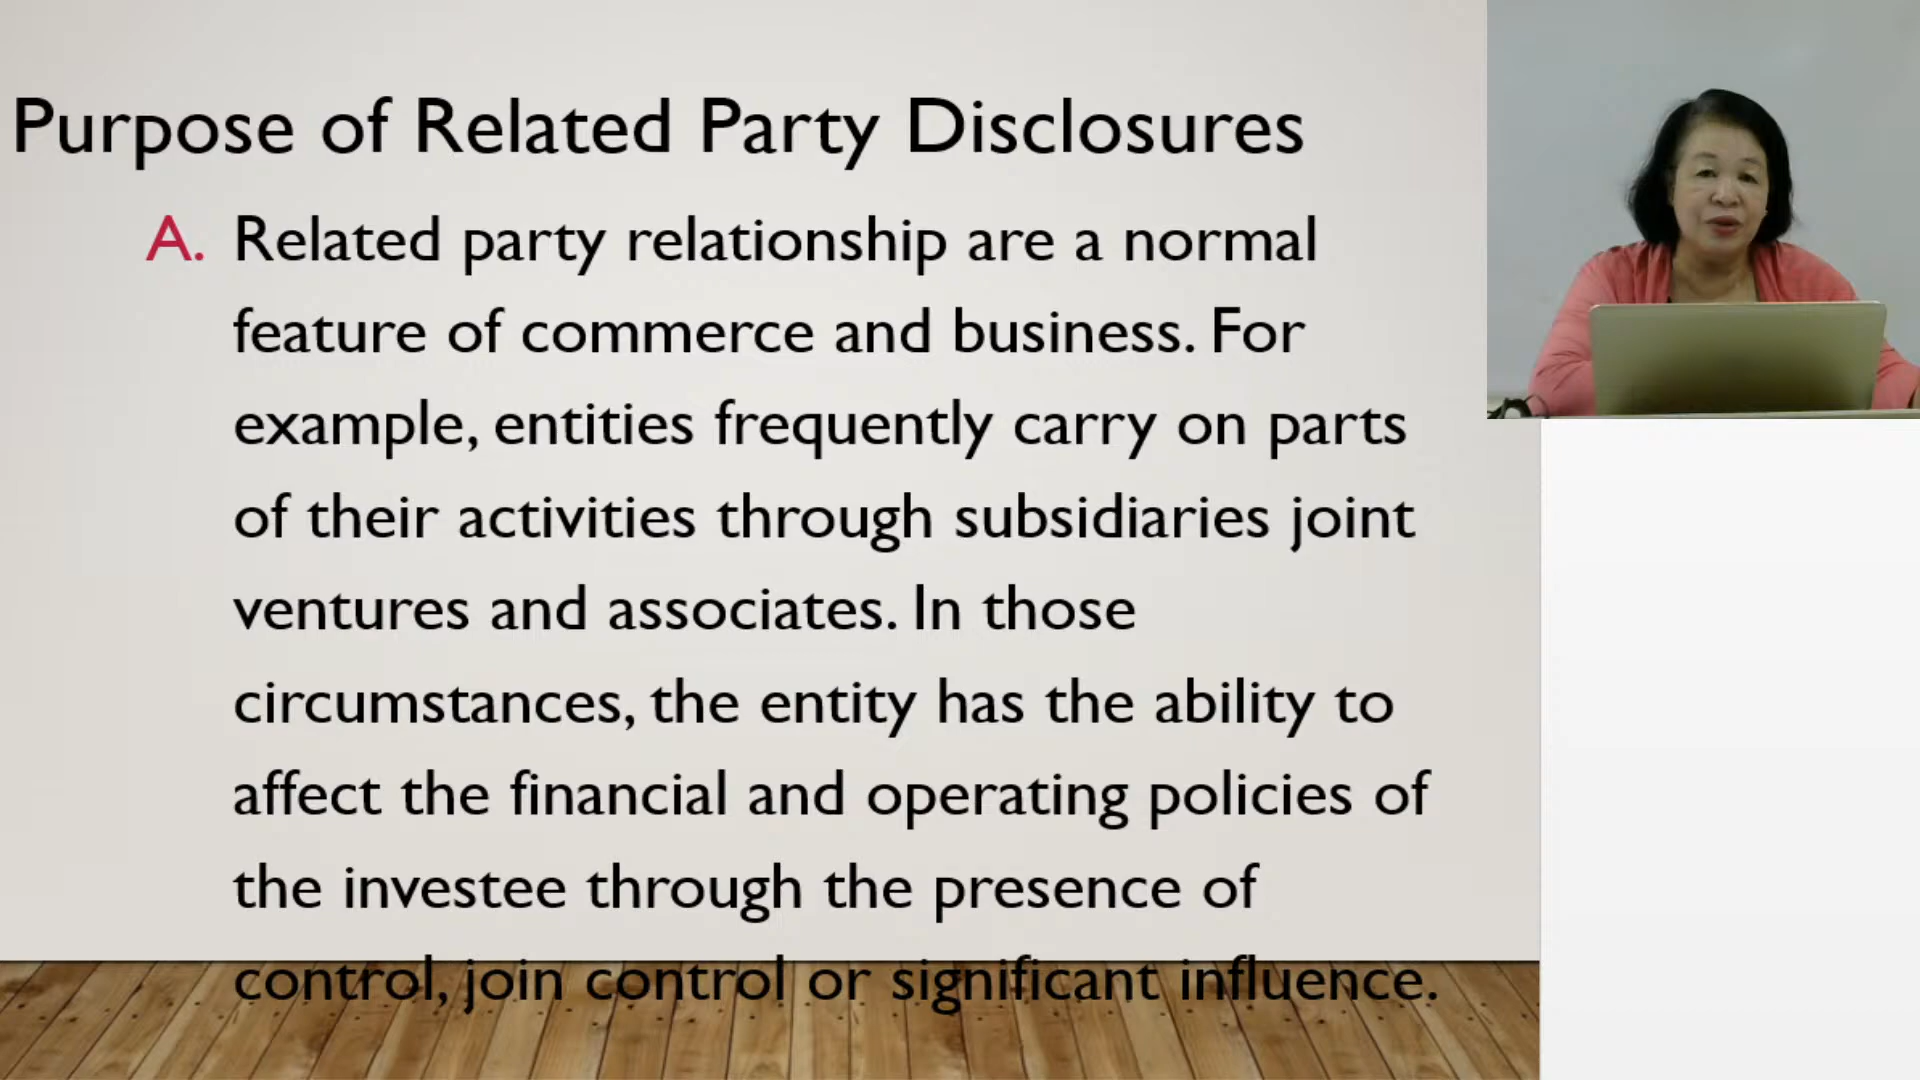 Purpose of Related Party Disclosures
A. Related party relationship are a normal
feature of commerce and business. For
example, entities frequently carry on parts
of their activities through subsidiaries joint
ventures and associates. In those
circumstances, the entity has the ability to
affect the financial and operating policies of
the investee through the presence of
control, join control or significant influence.